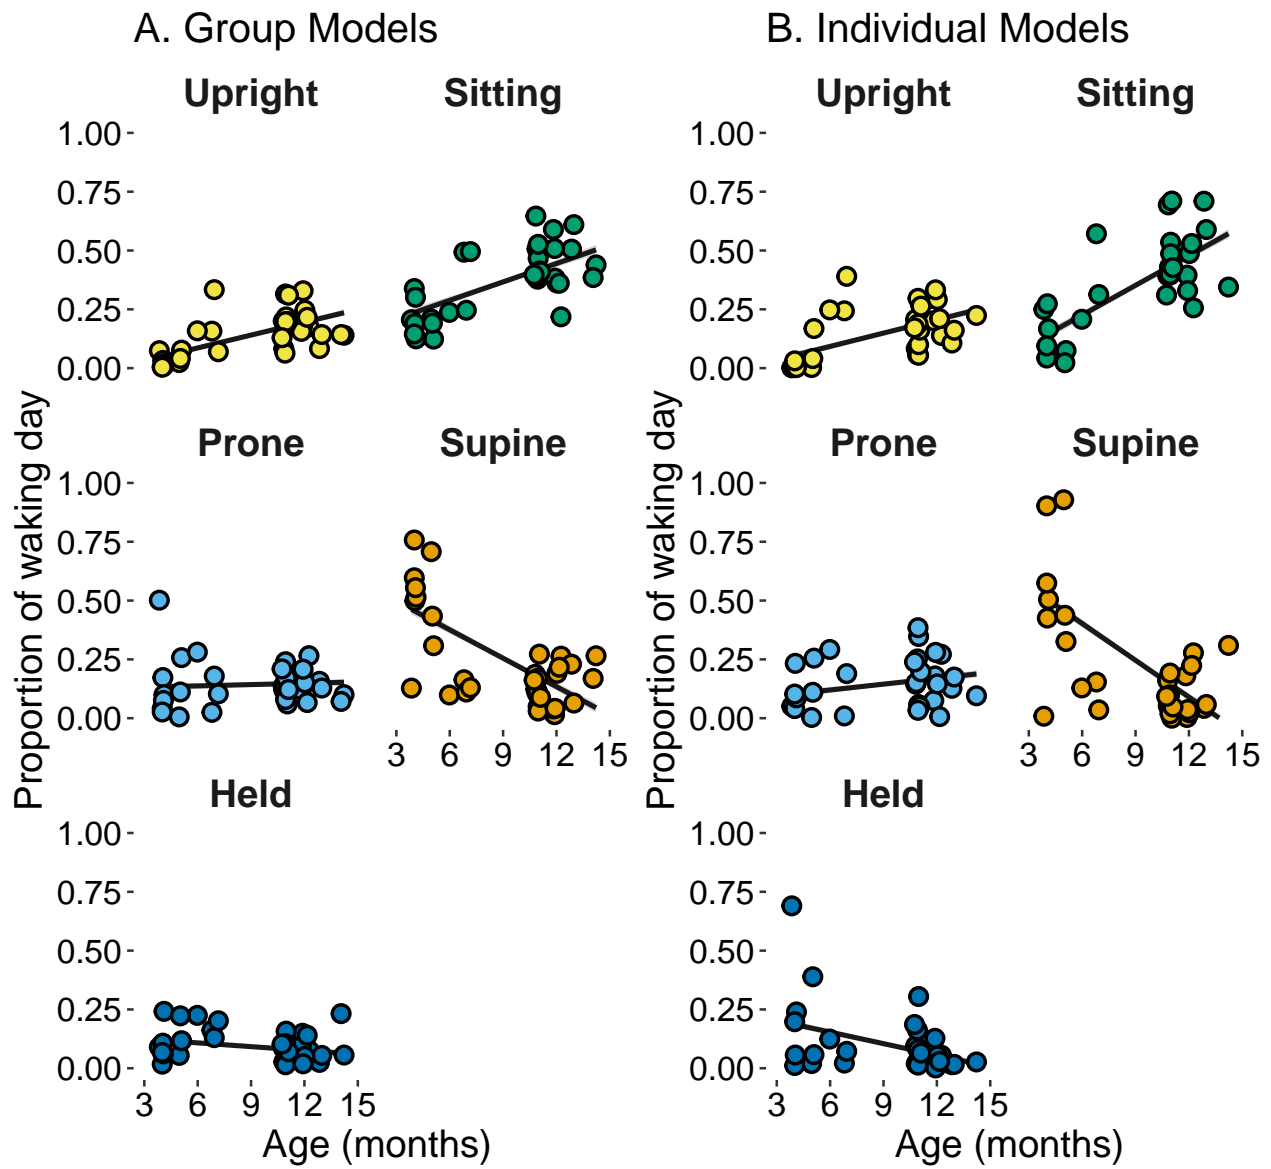 A. Group Models
B. Individual Models
Upright
Sitting
Upright
Sitting
1.00
0.75
0.50
0.25
0.00
1.00
0.75
0.50
0.25
0.00
Prone
Supine
Prone
Supine
1.00
0.75
0.50
0.25
0.00
3 6 9 12 15
1.00
0.75
0.50
0.25
0.00
3 6 9 12 15
Held
Held
1.00
0.75
0.50
0.25
0.00
3 6 9 12 15
1.00
0.75
0.50
0.25
0.00
3 6 9 12 15
Proportion of waking day
Proportion of waking day
Age (months)
Age (months)